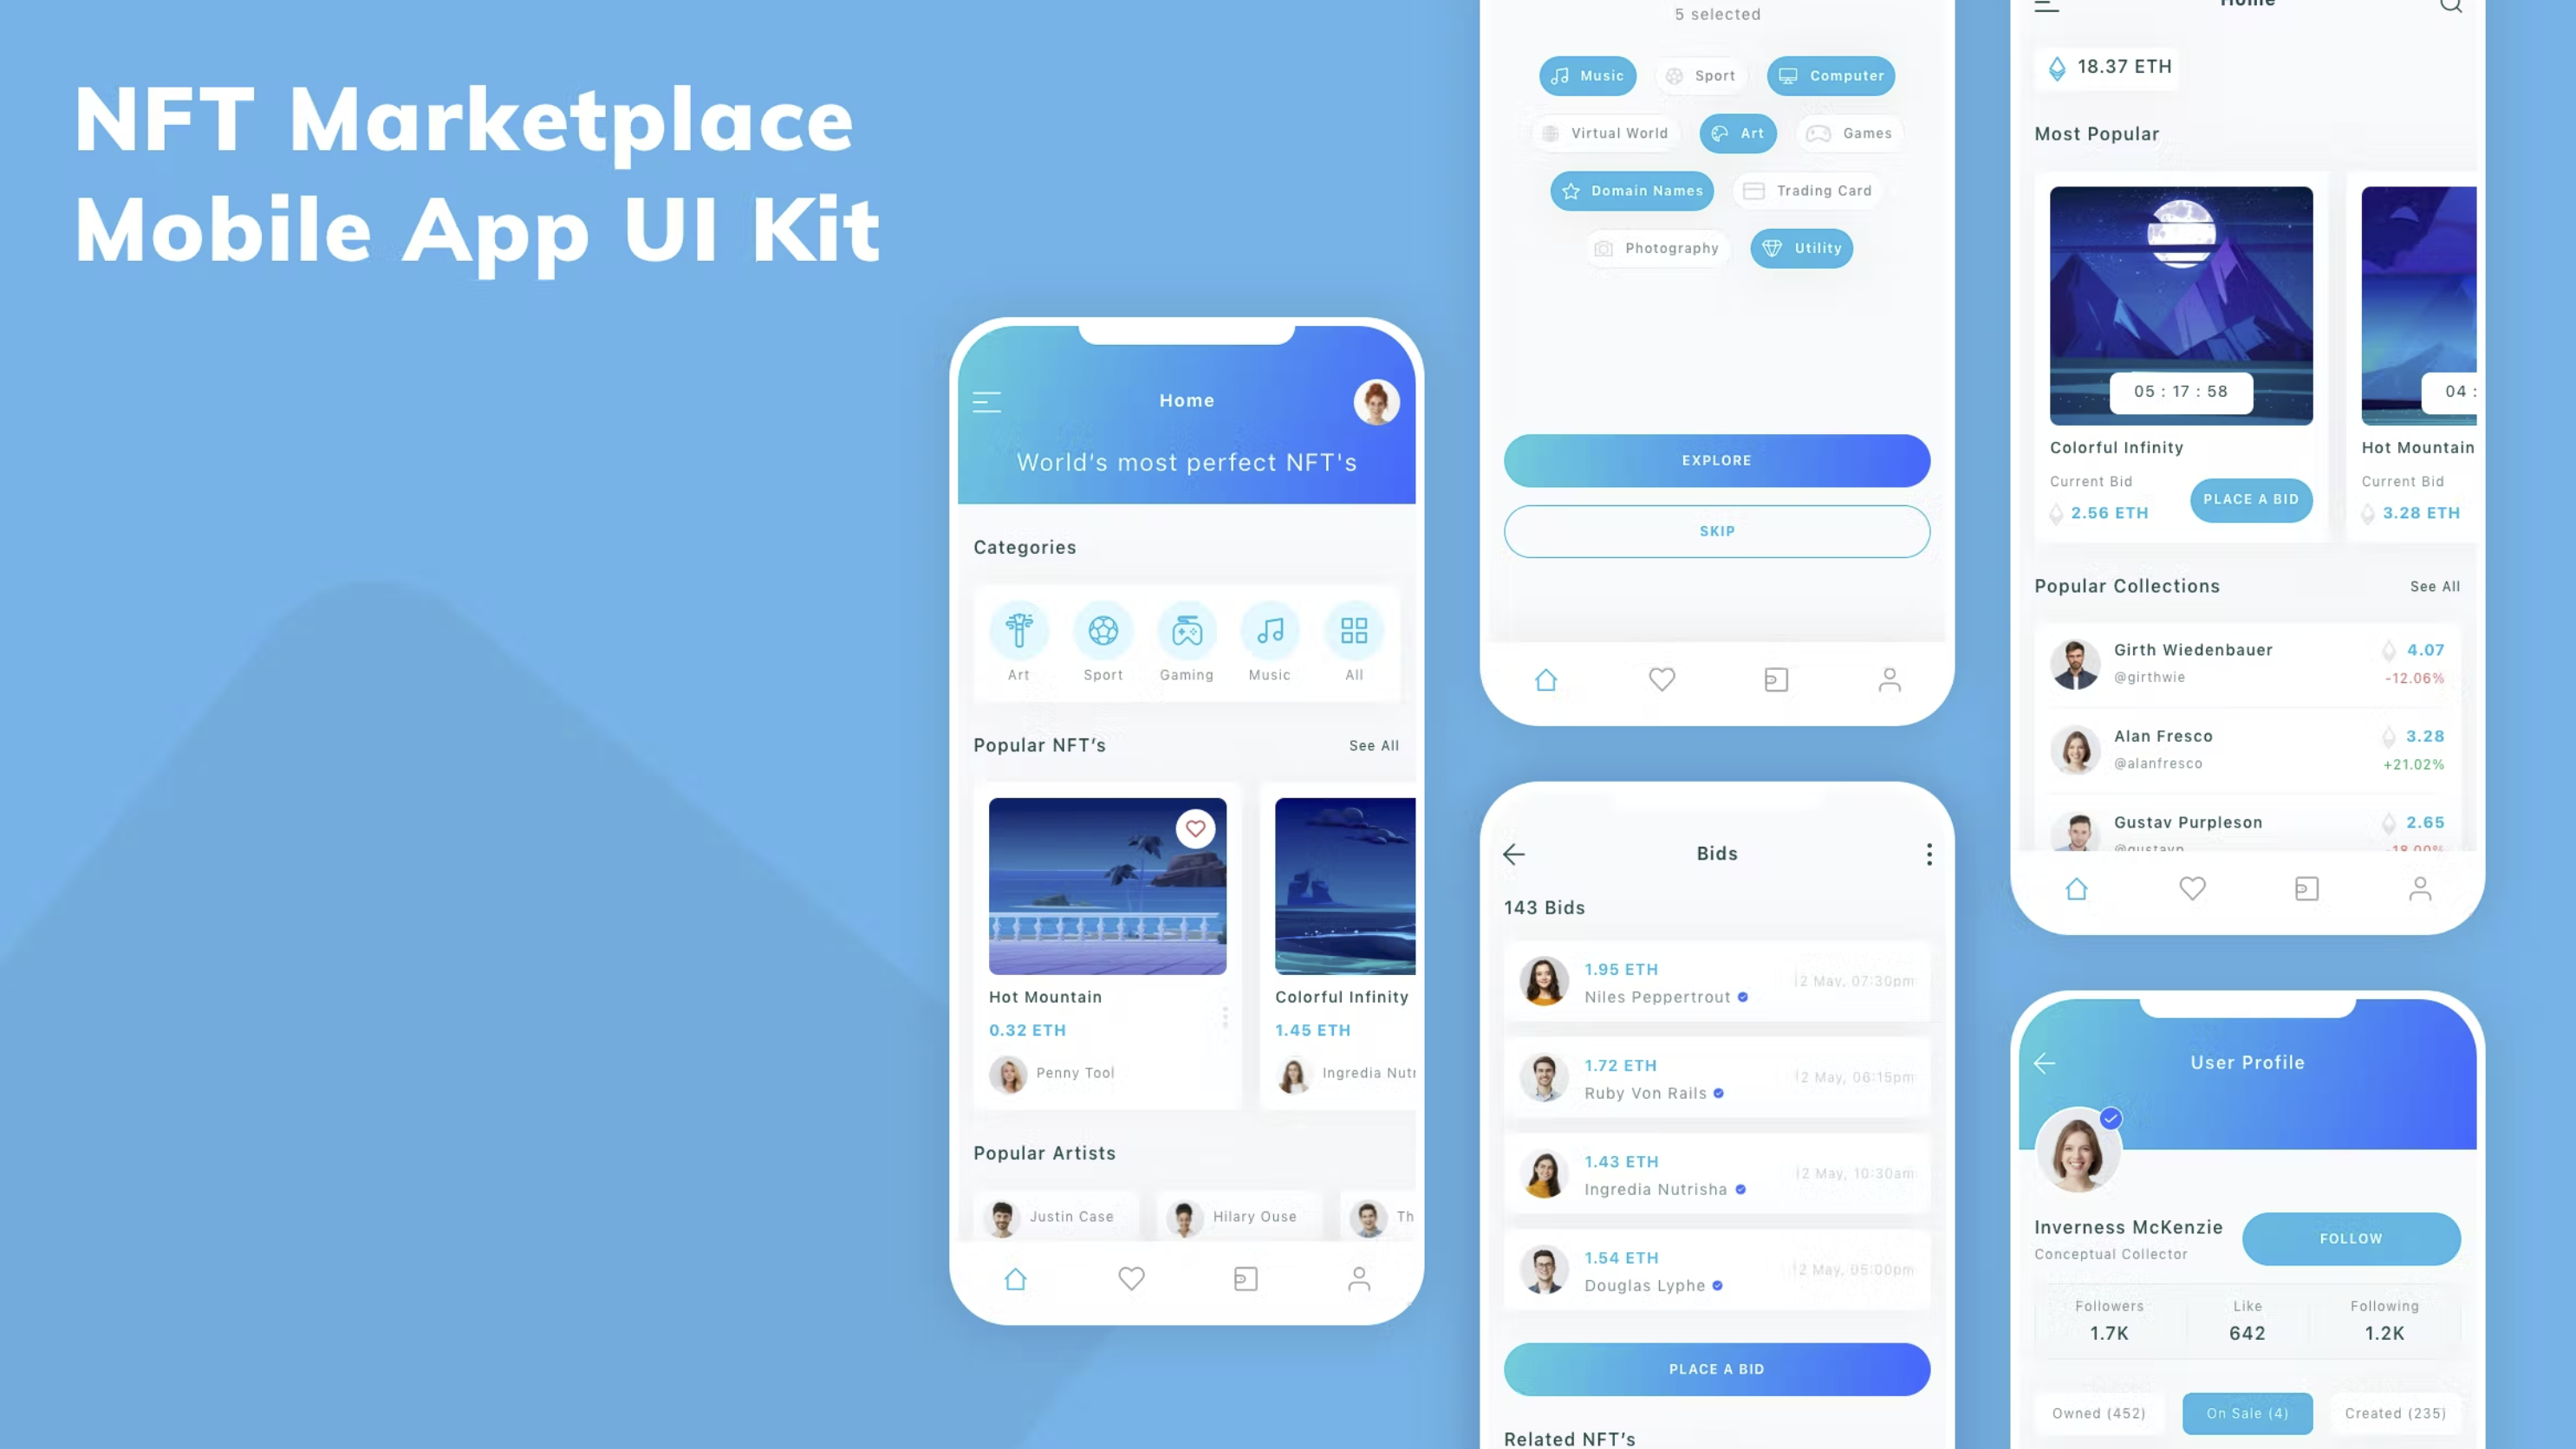 NFT Marketplace
Mobile App UI Kit
Home
World's most perfect NFT's
Categories
Art
Sport
Gaming
Music
All
Popular NFT's
See All
Hot Mountain
0.32 ETH
Penny Tool
Colorful Infinity
1.45 ETH
Ingredia Nutr
Popular Artists
Justin Case
Hilary Ouse
Th
5 selected
Music
Sport
Computer
Virtual World
Art
Games
Domain Names
Trading Card
Photography
Utility
EXPLORE
SKIP
Bids
143 Bids
1.95 ETH
Niles Peppertrout
12 May, 07:30pm
1.72 ETH
Ruby Von Rails
12 May, 06:15pm
1.43 ETH
Ingredia Nutrisha
12 May, 10:30am
1.54 ETH
Douglas Lyphe
12 May, 05:00pm
PLACE A BID
Related NFT's
Home
18.37 ETH
Most Popular
05 : 17 : 58
Colorful Infinity
Current Bid
2.56 ETH
PLACE A BID
04 :
Hot Mountain
Current Bid
3.28 ETH
Popular Collections
See All
Girth Wiedenbauer
@girthwie
4.07
-12.06%
Alan Fresco
@alanfresco
3.28
+21.02%
Gustav Purpleson
@gustavp
2.65
-18.00%
User Profile
Inverness McKenzie
Conceptual Collector
FOLLOW
Followers
1.7K
Like
642
Following
1.2K
Owned (452)
On Sale (4)
Created (235)